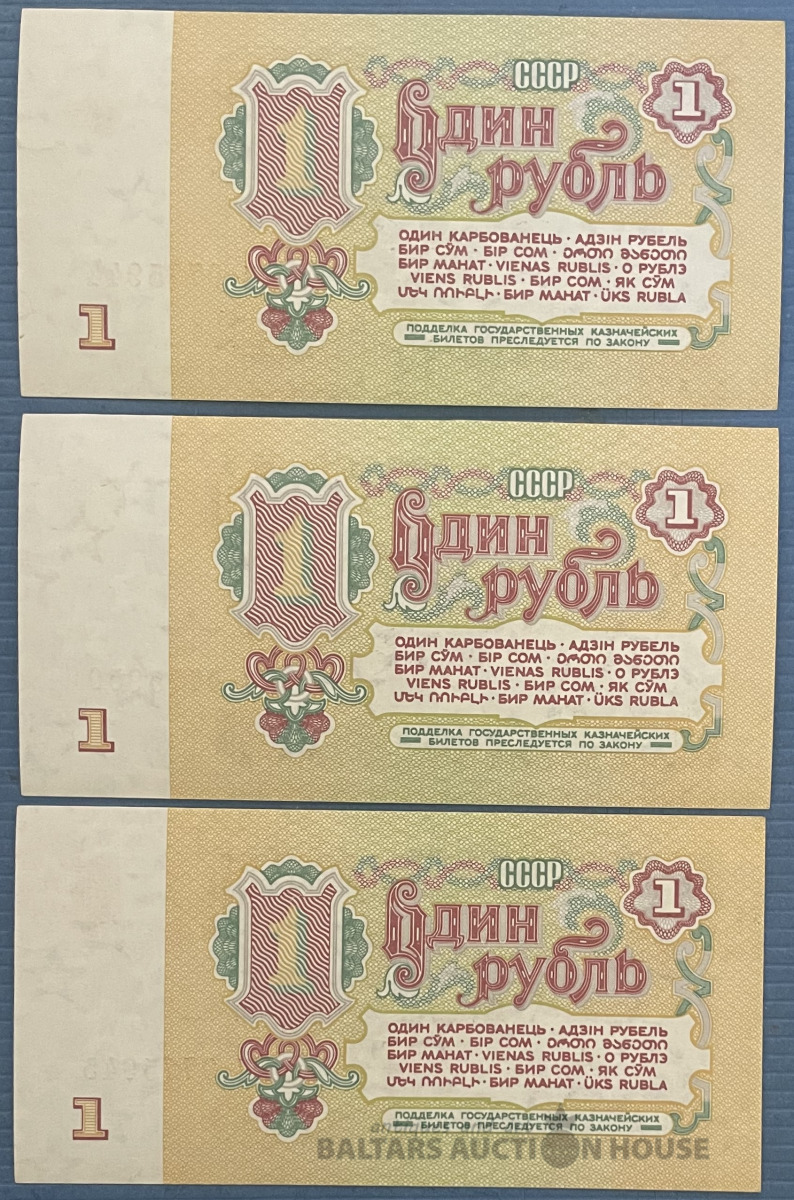 СССР
1
1
Один
рубль
ОДИН КАРБОВАНЕЦЬ · АДЗІН РУБЕЛЬ
БИР СЎМ · БІР СОМ · ᲔᲠᲗᲘ ᲛᲐᲜᲔᲗᲘ
БИР МАНАТ · VIENAS RUBLIS · О РУБЛЭ
VIENS RUBLIS · БИР СОМ · ЯК СЎМ
ՄԵԿ ՌՈՒԲԼԻ · БИР МАНАТ · ÜKS RUBLA
1
ПОДДЕЛКА ГОСУДАРСТВЕННЫХ КАЗНАЧЕЙСКИХ
БИЛЕТОВ ПРЕСЛЕДУЕТСЯ ПО ЗАКОНУ
СССР
1
1
Один
рубль
ОДИН КАРБОВАНЕЦЬ · АДЗІН РУБЕЛЬ
БИР СЎМ · БІР СОМ · ᲔᲠᲗᲘ ᲛᲐᲜᲔᲗᲘ
БИР МАНАТ · VIENAS RUBLIS · О РУБЛЭ
VIENS RUBLIS · БИР СОМ · ЯК СЎМ
ՄԵԿ ՌՈՒԲԼԻ · БИР МАНАТ · ÜKS RUBLA
1
ПОДДЕЛКА ГОСУДАРСТВЕННЫХ КАЗНАЧЕЙСКИХ
БИЛЕТОВ ПРЕСЛЕДУЕТСЯ ПО ЗАКОНУ
СССР
1
1
Один
рубль
ОДИН КАРБОВАНЕЦЬ · АДЗІН РУБЕЛЬ
БИР СЎМ · БІР СОМ · ᲔᲠᲗᲘ ᲛᲐᲜᲔᲗᲘ
БИР МАНАТ · VIENAS RUBLIS · О РУБЛЭ
VIENS RUBLIS · БИР СОМ · ЯК СЎМ
ՄԵԿ ՌՈՒԲԼԻ · БИР МАНАТ · ÜKS RUBLA
1
ПОДДЕЛКА ГОСУДАРСТВЕННЫХ КАЗНАЧЕЙСКИХ
БИЛЕТОВ ПРЕСЛЕДУЕТСЯ ПО ЗАКОНУ
BALTARS AUCTION HOUSE